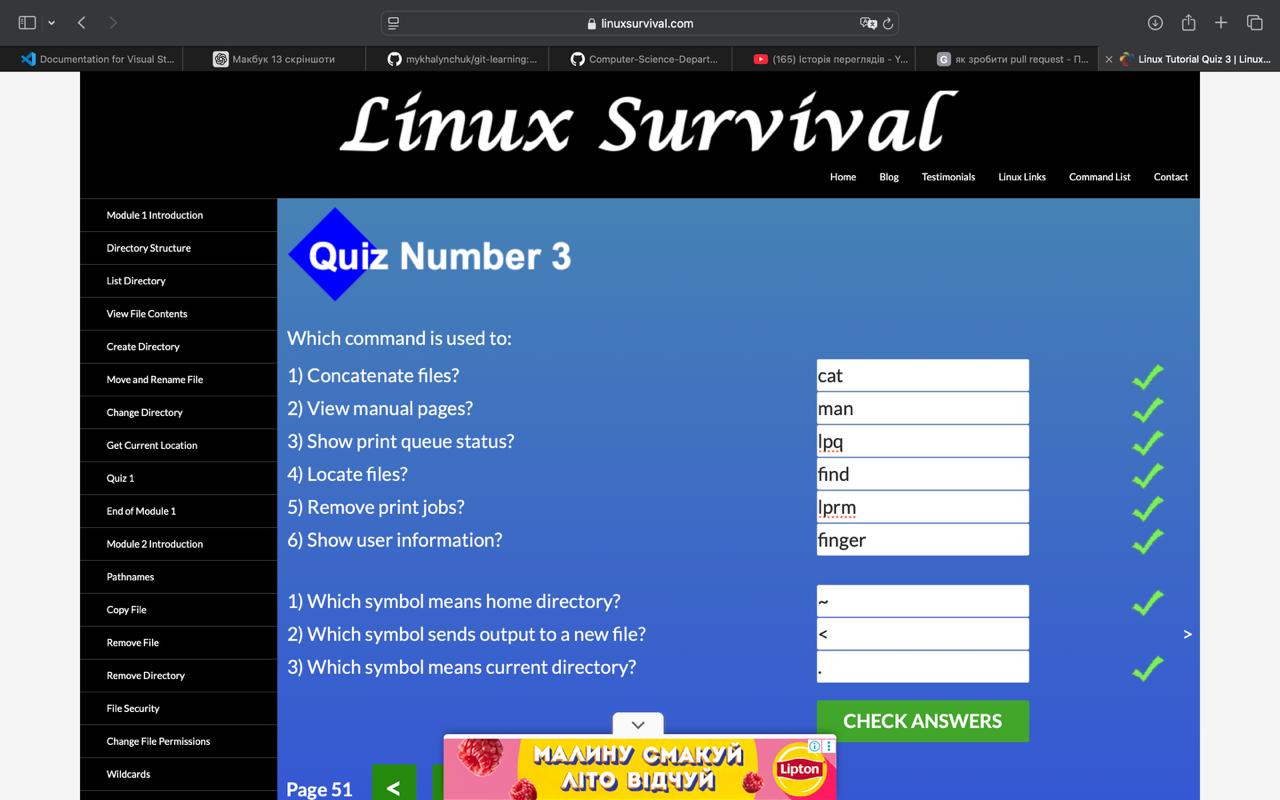 linuxsurvival.com
Documentation for Visual St...
Макбук 13 скріншоти
mykhalynchuk/git-learning:...
Computer-Science-Depart...
(165) Історія переглядів - Y...
G як зробити pull request - П...
Linux Tutorial Quiz 3 | Linux...
Linux Survival
Home Blog Testimonials Linux Links Command List Contact
Module 1 Introduction
Directory Structure
List Directory
View File Contents
Create Directory
Move and Rename File
Change Directory
Get Current Location
Quiz 1
End of Module 1
Module 2 Introduction
Pathnames
Copy File
Remove File
Remove Directory
File Security
Change File Permissions
Wildcards
Quiz Number 3
Which command is used to:
1) Concatenate files? cat
2) View manual pages? man
3) Show print queue status? lpq
4) Locate files? find
5) Remove print jobs? lprm
6) Show user information? finger
1) Which symbol means home directory? ~
2) Which symbol sends output to a new file? < >
3) Which symbol means current directory? .
CHECK ANSWERS
Page 51 <
МАЛИНУ СМАКУЙ
ЛІТО ВІДЧУЙ
Lipton